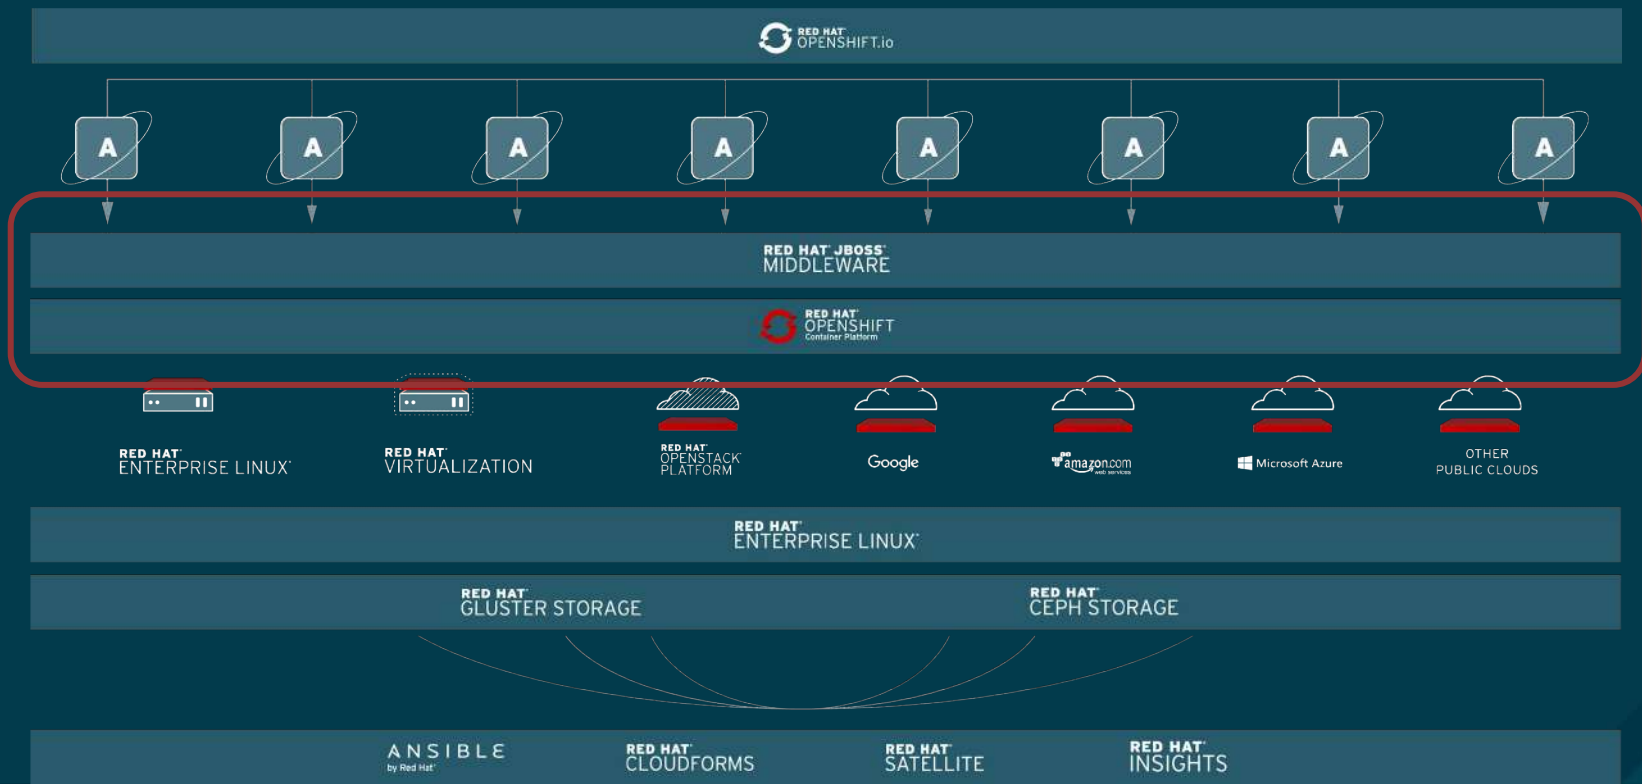 RED HAT®
OPENSHIFT.io
A A A A A A A A
RED HAT® JBOSS®
MIDDLEWARE
RED HAT®
OPENSHIFT
Container Platform
RED HAT®
ENTERPRISE LINUX®
RED HAT®
VIRTUALIZATION
RED HAT®
OPENSTACK®
PLATFORM
Google
amazon.com
web services
Microsoft Azure
OTHER
PUBLIC CLOUDS
RED HAT®
ENTERPRISE LINUX®
RED HAT®
GLUSTER STORAGE
RED HAT®
CEPH STORAGE
ANSIBLE
by Red Hat®
RED HAT®
CLOUDFORMS
RED HAT®
SATELLITE
RED HAT®
INSIGHTS